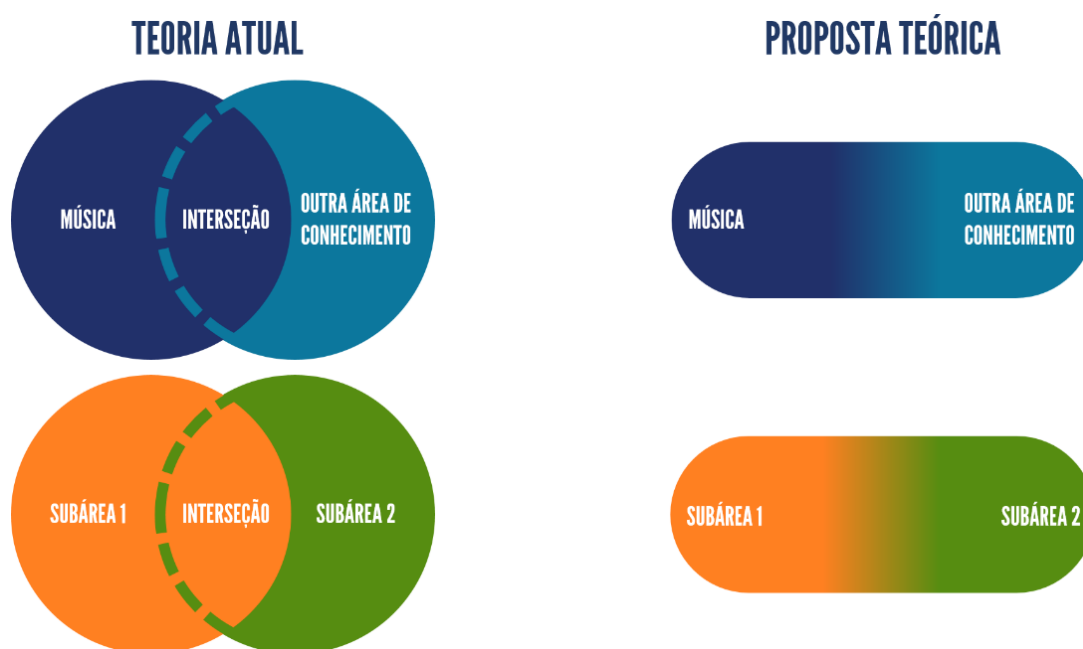 TEORIA ATUAL
PROPOSTA TEÓRICA
MÚSICA
INTERSEÇÃO
OUTRA ÁREA DE
CONHECIMENTO
MÚSICA
OUTRA ÁREA DE
CONHECIMENTO
SUBÁREA 1
INTERSEÇÃO
SUBÁREA 2
SUBÁREA 1
SUBÁREA 2